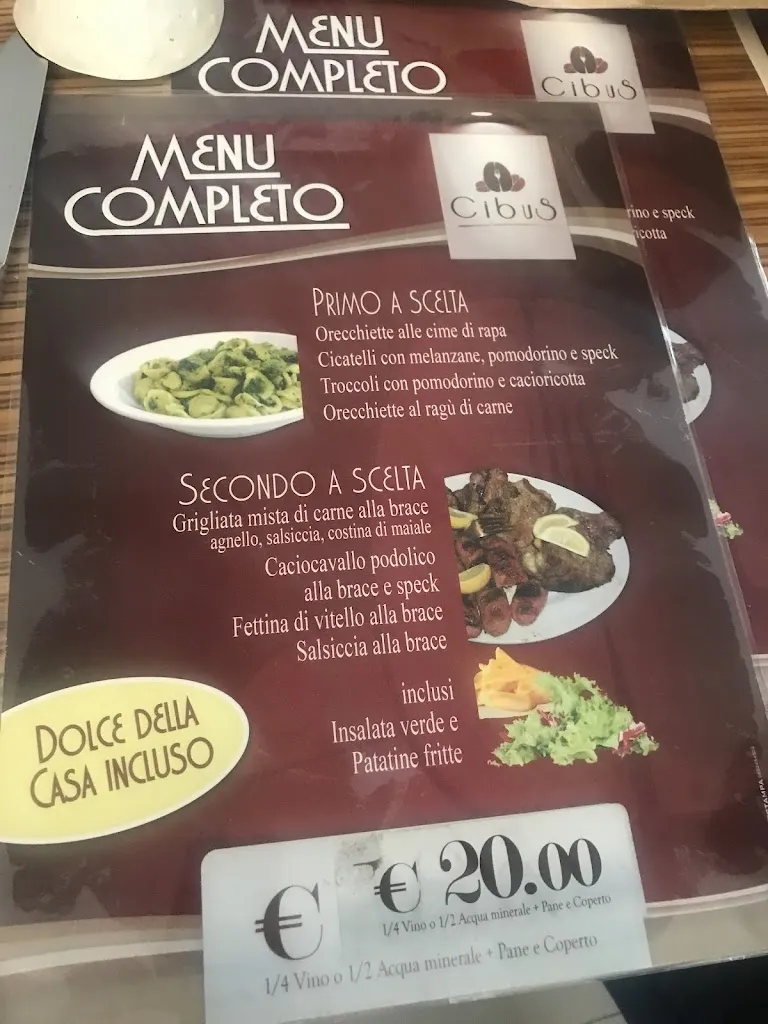 MENU
COMPLETO
CibuS
MENU
COMPLETO
CibuS
rino e speck
icotta
PRIMO A SCELTA
Orecchiette alle cime di rapa
Cicatelli con melanzane, pomodorino e speck
Troccoli con pomodorino e cacioricotta
Orecchiette al ragù di carne
SECONDO A SCELTA
Grigliata mista di carne alla brace
agnello, salsiccia, costina di maiale
Caciocavallo podolico
alla brace e speck
Fettina di vitello alla brace
Salsiccia alla brace
inclusi
Insalata verde e
Patatine fritte
DOLCE DELLA
CASA INCLUSO
€ € 20.00
1/4 Vino o 1/2 Acqua minerale + Pane e Coperto
1/4 Vino o 1/2 Acqua minerale + Pane e Coperto